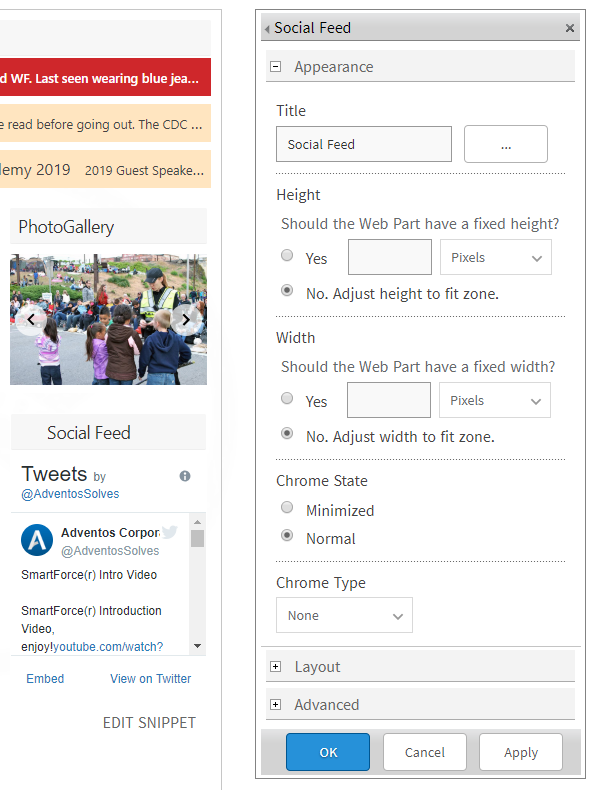 d WF. Last seen wearing blue jea...
e read before going out. The CDC ...
demy 2019 2019 Guest Speake...
PhotoGallery
Social Feed
Tweets by
@AdventosSolves
Adventos Corpor
@AdventosSolves
SmartForce(r) Intro Video
SmartForce(r) Introduction
Video,
enjoy!youtube.com/watch?
Embed View on Twitter
EDIT SNIPPET
Social Feed
Appearance
Title
Social Feed ...
Height
Should the Web Part have a fixed height?
Yes Pixels
No. Adjust height to fit zone.
Width
Should the Web Part have a fixed width?
Yes Pixels
No. Adjust width to fit zone.
Chrome State
Minimized
Normal
Chrome Type
None
Layout
Advanced
OK Cancel Apply